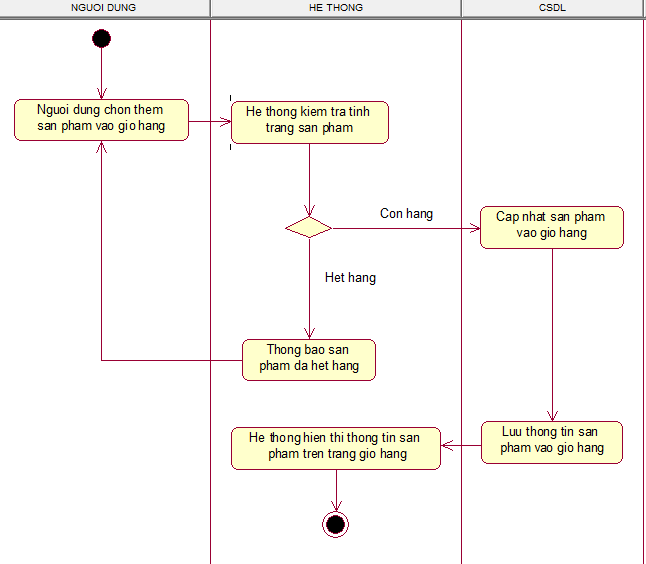 NGUOI DUNG
HE THONG
CSDL
Nguoi dung chon them
san pham vao gio hang
He thong kiem tra tinh
trang san pham
Con hang
Cap nhat san pham
vao gio hang
Het hang
Thong bao san
pham da het hang
He thong hien thi thong tin san
pham tren trang gio hang
Luu thong tin san
pham vao gio hang